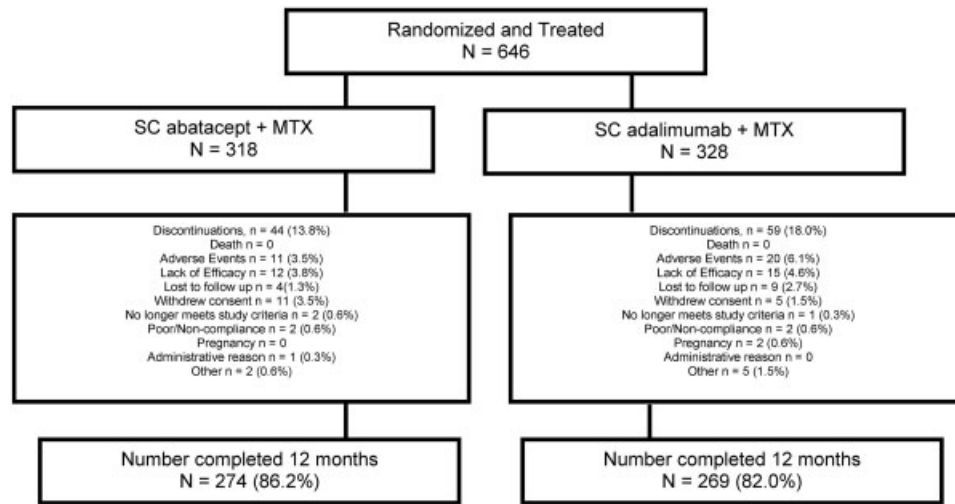 Randomized and Treated
N = 646
SC abatacept + MTX
N = 318
SC adalimumab + MTX
N = 328
Discontinuations, n = 44 (13.8%)
Death n = 0
Adverse Events n = 11 (3.5%)
Lack of Efficacy n = 12 (3.8%)
Lost to follow up n = 4(1.3%)
Withdrew consent n = 11 (3.5%)
No longer meets study criteria n = 2 (0.6%)
Poor/Non-compliance n = 2 (0.6%)
Pregnancy n = 0
Administrative reason n = 1 (0.3%)
Other n = 2 (0.6%)
Discontinuations, n = 59 (18.0%)
Death n = 0
Adverse Events n = 20 (6.1%)
Lack of Efficacy n = 15 (4.6%)
Lost to follow up n = 9 (2.7%)
Withdrew consent n = 5 (1.5%)
No longer meets study criteria n = 1 (0.3%)
Poor/Non-compliance n = 2 (0.6%)
Pregnancy n = 2 (0.6%)
Administrative reason n = 0
Other n = 5 (1.5%)
Number completed 12 months
N = 274 (86.2%)
Number completed 12 months
N = 269 (82.0%)